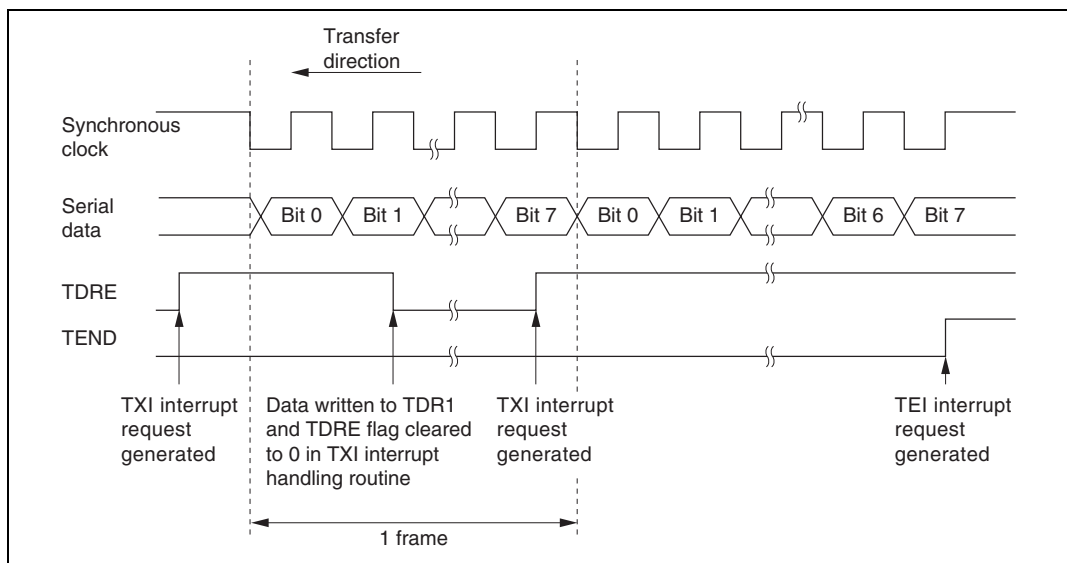 Transfer
direction
Synchronous
clock
Serial
data
Bit 0
Bit 1
Bit 7
Bit 0
Bit 1
Bit 6
Bit 7
TDRE
TEND
TXI interrupt
request
generated
Data written to TDR1
and TDRE flag cleared
to 0 in TXI interrupt
handling routine
TXI interrupt
request
generated
TEI interrupt
request
generated
1 frame